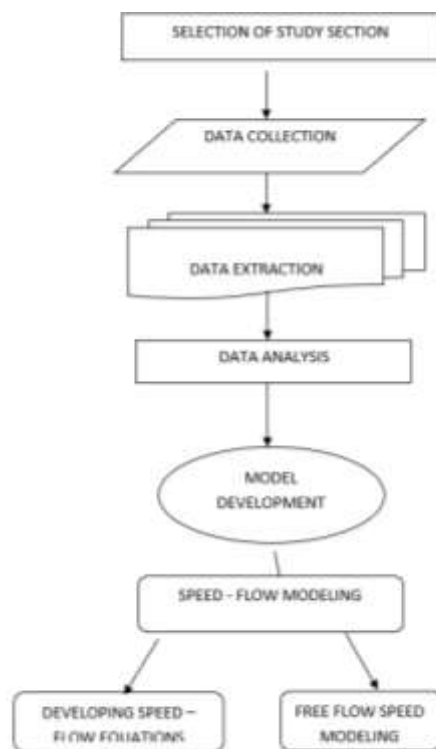 SELECTION OF STUDY SECTION
DATA COLLECTION
DATA EXTRACTION
DATA ANALYSIS
MODEL
DEVELOPMENT
SPEED - FLOW MODELING
DEVELOPING SPEED –
FLOW EQUATIONS
FREE FLOW SPEED
MODELING